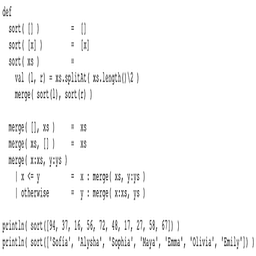 def
  sort( [] )         =  []
  sort( [x] )        =  [x]
  sort( xs )         =
    val (l, r) = xs.splitAt( xs.length()\2 )
    merge( sort(l), sort(r) )

  merge( [], xs )    =  xs
  merge( xs, [] )    =  xs
  merge( x:xs, y:ys )
    | x <= y         =  x : merge( xs, y:ys )
    | otherwise      =  y : merge( x:xs, ys )

println( sort([94, 37, 16, 56, 72, 48, 17, 27, 58, 67]) )
println( sort(['Sofía', 'Alysha', 'Sophia', 'Maya', 'Emma', 'Olivia', 'Emily']) )